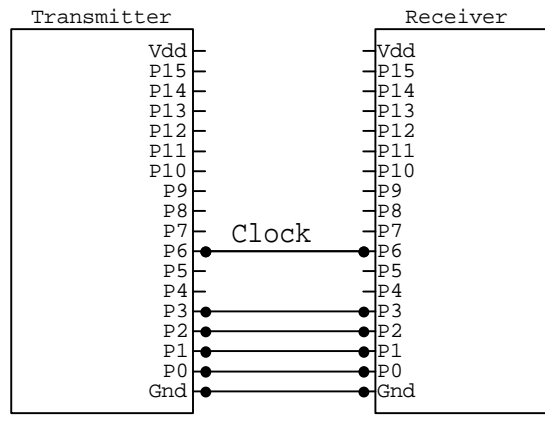 Transmitter Receiver
Vdd Vdd
P15 P15
P14 P14
P13 P13
P12 P12
P11 P11
P10 P10
P9 P9
P8 P8
P7 P7
Clock
P6 P6
P5 P5
P4 P4
P3 P3
P2 P2
P1 P1
P0 P0
Gnd Gnd